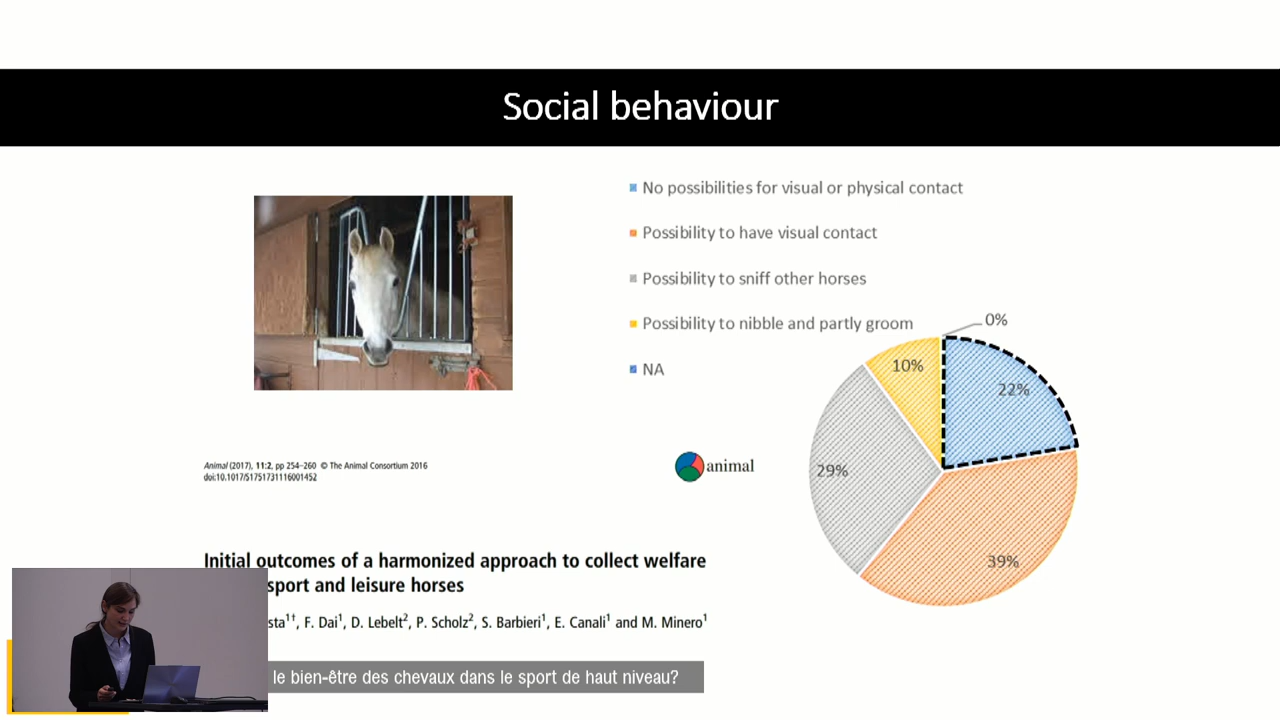 Social behaviour
No possibilities for visual or physical contact
Possibility to have visual contact
Possibility to sniff other horses
Possibility to nibble and partly groom
NA
0%
10%
22%
29%
39%
Animal (2017), 11:2, pp 254–260 © The Animal Consortium 2016
doi:10.1017/S1751731116001452
animal
Initial outcomes of a harmonized approach to collect welfare
sport and leisure horses
sta1†, F. Dai1, D. Lebelt2, P. Scholz2, S. Barbieri1, E. Canali1 and M. Minero1
le bien-être des chevaux dans le sport de haut niveau?